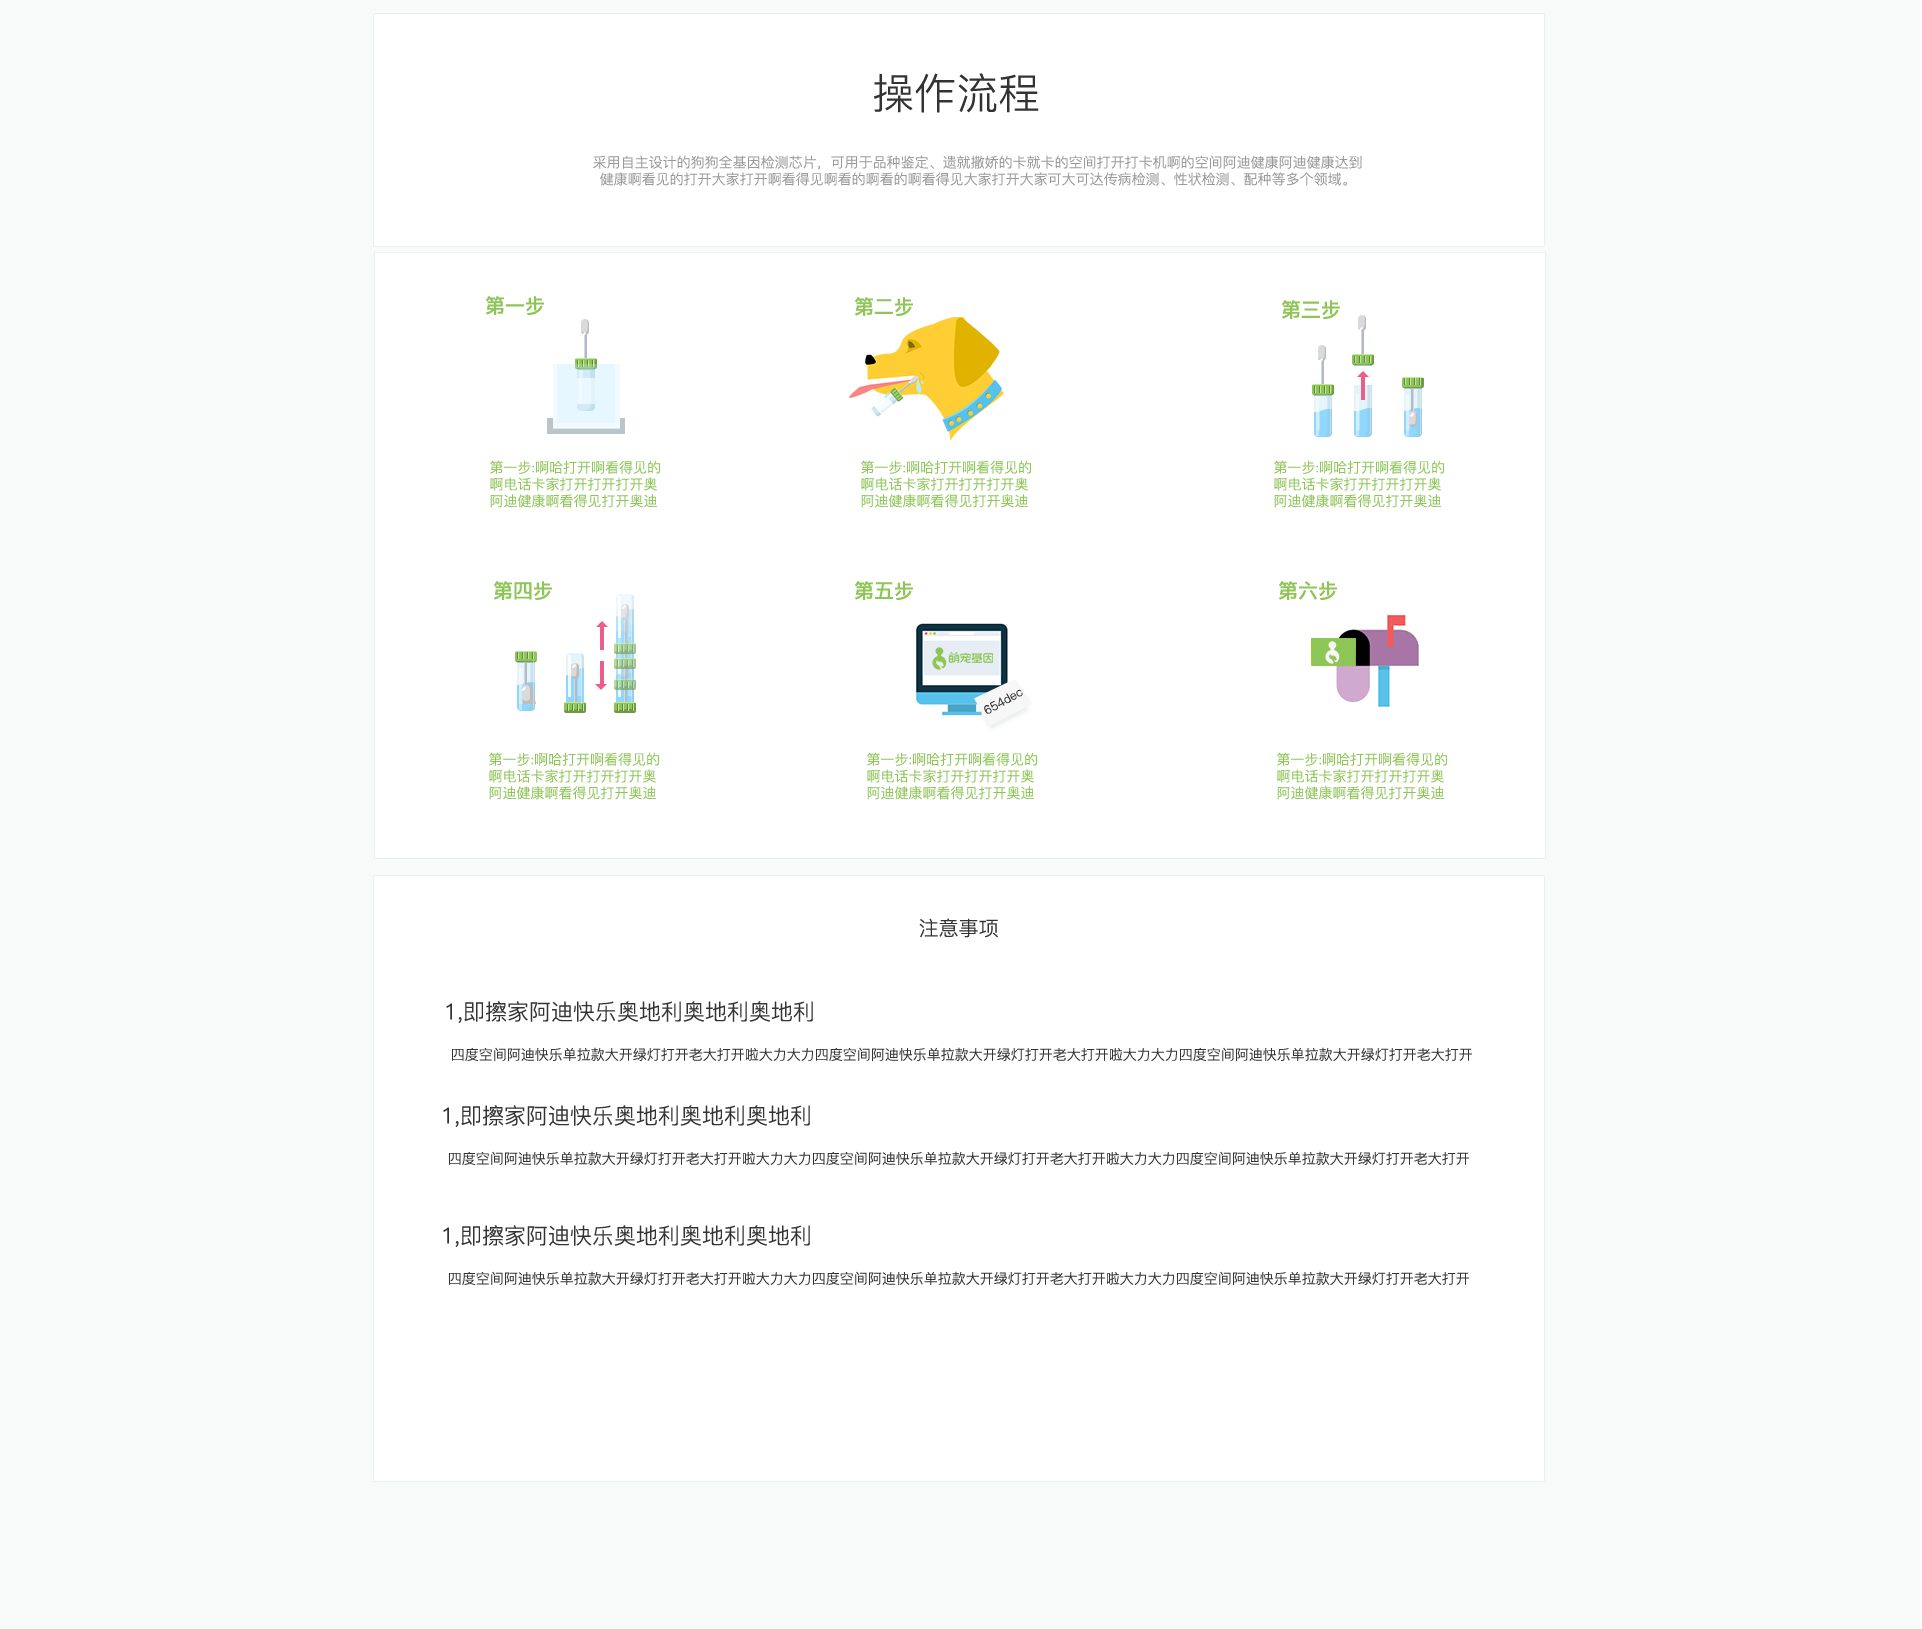 操作流程
采用自主设计的狗狗全基因检测芯片，可用于品种鉴定、遗就撒娇的卡就卡的空间打开打卡机啊的空间阿迪健康阿迪健康达到
健康啊看见的打开大家打开啊看得见啊看的啊看的啊看得见大家打开大家可大可达传病检测、性状检测、配种等多个领域。
第一步
第二步
第三步
第一步:啊哈打开啊看得见的
啊电话卡家打开打开打开奥
阿迪健康啊看得见打开奥迪
第一步:啊哈打开啊看得见的
啊电话卡家打开打开打开奥
阿迪健康啊看得见打开奥迪
第一步:啊哈打开啊看得见的
啊电话卡家打开打开打开奥
阿迪健康啊看得见打开奥迪
第四步
第五步
第六步
萌宠基因
654dec
第一步:啊哈打开啊看得见的
啊电话卡家打开打开打开奥
阿迪健康啊看得见打开奥迪
第一步:啊哈打开啊看得见的
啊电话卡家打开打开打开奥
阿迪健康啊看得见打开奥迪
第一步:啊哈打开啊看得见的
啊电话卡家打开打开打开奥
阿迪健康啊看得见打开奥迪
注意事项
1,即擦家阿迪快乐奥地利奥地利奥地利
四度空间阿迪快乐单拉款大开绿灯打开老大打开啦大力大力四度空间阿迪快乐单拉款大开绿灯打开老大打开啦大力大力四度空间阿迪快乐单拉款大开绿灯打开老大打开
1,即擦家阿迪快乐奥地利奥地利奥地利
四度空间阿迪快乐单拉款大开绿灯打开老大打开啦大力大力四度空间阿迪快乐单拉款大开绿灯打开老大打开啦大力大力四度空间阿迪快乐单拉款大开绿灯打开老大打开
1,即擦家阿迪快乐奥地利奥地利奥地利
四度空间阿迪快乐单拉款大开绿灯打开老大打开啦大力大力四度空间阿迪快乐单拉款大开绿灯打开老大打开啦大力大力四度空间阿迪快乐单拉款大开绿灯打开老大打开